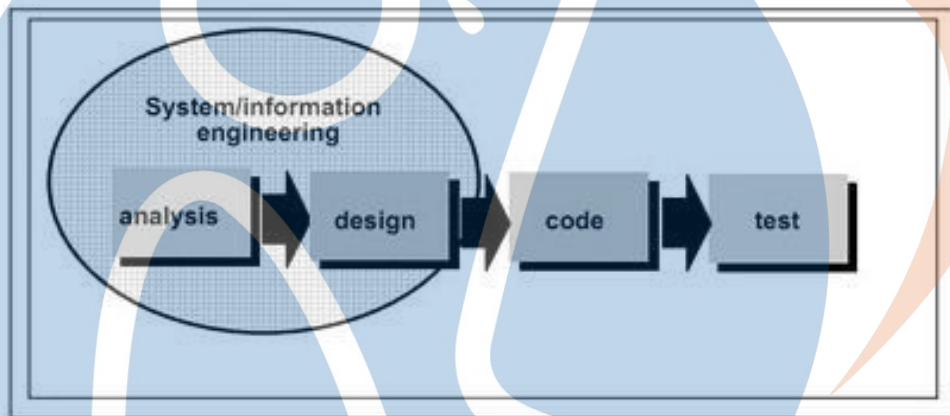 System/information
engineering
analysis
design
code
test